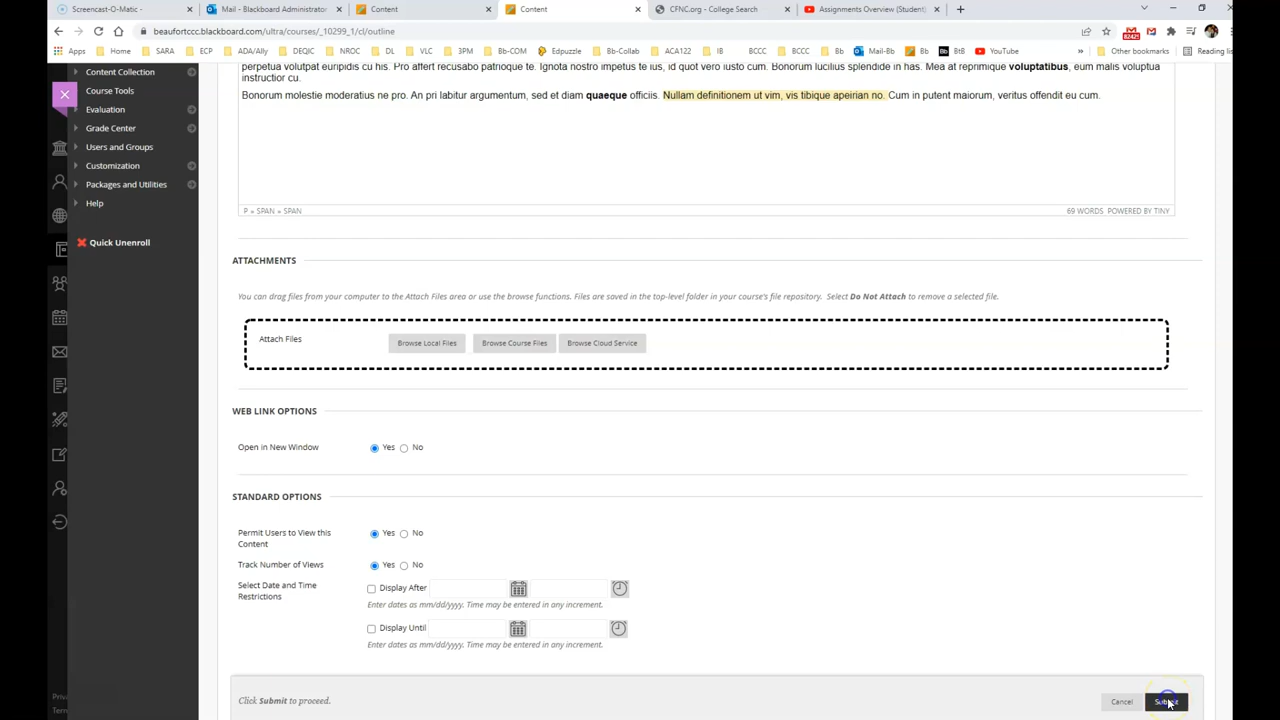 Screencast-O-Matic -
Mail - Blackboard Administrator
Content
Content
CFNC.org - College Search
Assignments Overview (Student)
beaufortccc.blackboard.com/ultra/courses/_10299_1/cl/outline
Apps
Home
SARA
ECP
ADA/Ally
DEQIC
NROC
DL
VLC
3PM
Bb-COM
Edpuzzle
Bb-Collab
ACA122
IB
BCCC
BCCC
Bb
Mail-Bb
Bb
BtB
YouTube
»
Other bookmarks
Reading lis
perpetua volutpat euripidis cu his. Pro affert recusabo patrioque te. Ignota nostro impetus te ius, id quot vero iusto cum. Bonorum lucilius splendide in has. Mea at reprimique voluptatibus, eum malis voluptua
instructior cu.
Bonorum molestie moderatius ne pro. An pri labitur argumentum, sed et diam quaeque officiis. Nullam definitionem ut vim, vis tibique apeirian no. Cum in putent maiorum, veritus offendit eu cum.
P » SPAN » SPAN
69 WORDS POWERED BY TINY
Content Collection
Course Tools
Evaluation
Grade Center
Users and Groups
Customization
Packages and Utilities
Help
Quick Unenroll
ATTACHMENTS
You can drag files from your computer to the Attach Files area or use the browse functions. Files are saved in the top-level folder in your course's file repository. Select Do Not Attach to remove a selected file.
Attach Files
Browse Local Files
Browse Course Files
Browse Cloud Service
WEB LINK OPTIONS
Open in New Window
Yes
No
STANDARD OPTIONS
Permit Users to View this
Content
Yes
No
Track Number of Views
Yes
No
Select Date and Time
Restrictions
Display After
Enter dates as mm/dd/yyyy. Time may be entered in any increment.
Display Until
Enter dates as mm/dd/yyyy. Time may be entered in any increment.
Click Submit to proceed.
Cancel
Submit
Priva
Term